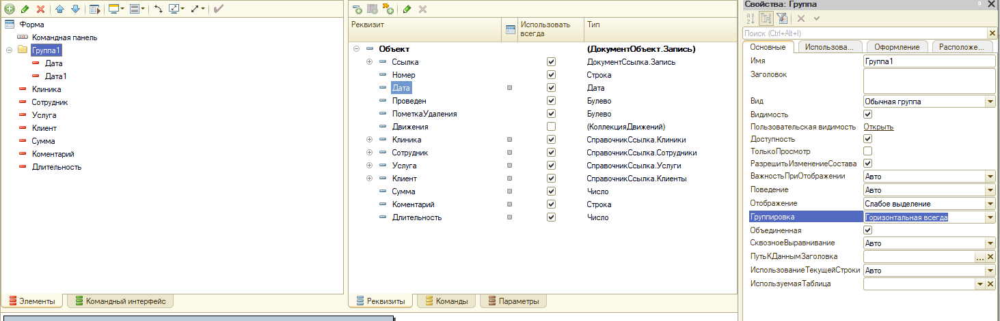 Форма
Командная панель
Группа1
Дата
Дата1
Клиника
Сотрудник
Услуга
Клиент
Сумма
Коментарий
Длительность
Элементы
Командный интерфейс
Реквизит
Использовать всегда
Тип
Объект (ДокументОбъект.Запись)
Ссылка ДокументСсылка.Запись
Номер Строка
Дата Дата
Проведен Булево
ПометкаУдаления Булево
Движения (КоллекцияДвижений)
Клиника СправочникСсылка.Клиники
Сотрудник СправочникСсылка.Сотрудники
Услуга СправочникСсылка.Услуги
Клиент СправочникСсылка.Клиенты
Сумма Число
Коментарий Строка
Длительность Число
Реквизиты
Команды
Параметры
Свойства: Группа
Поиск (Ctrl+Alt+I)
Основные Использова... Оформление Расположе...
Имя Группа1
Заголовок
Вид Обычная группа
Видимость
Пользовательская видимость Открыть
Доступность
ТолькоПросмотр
РазрешитьИзменениеСостава
ВажностьПриОтображении Авто
Поведение Авто
Отображение Слабое выделение
Группировка Горизонтальная всегда
Объединенная
СквозноеВыравнивание Авто
ПутьКДаннымЗаголовка ...
ИспользованиеТекущейСтроки Авто
ИспользуемаяТаблица